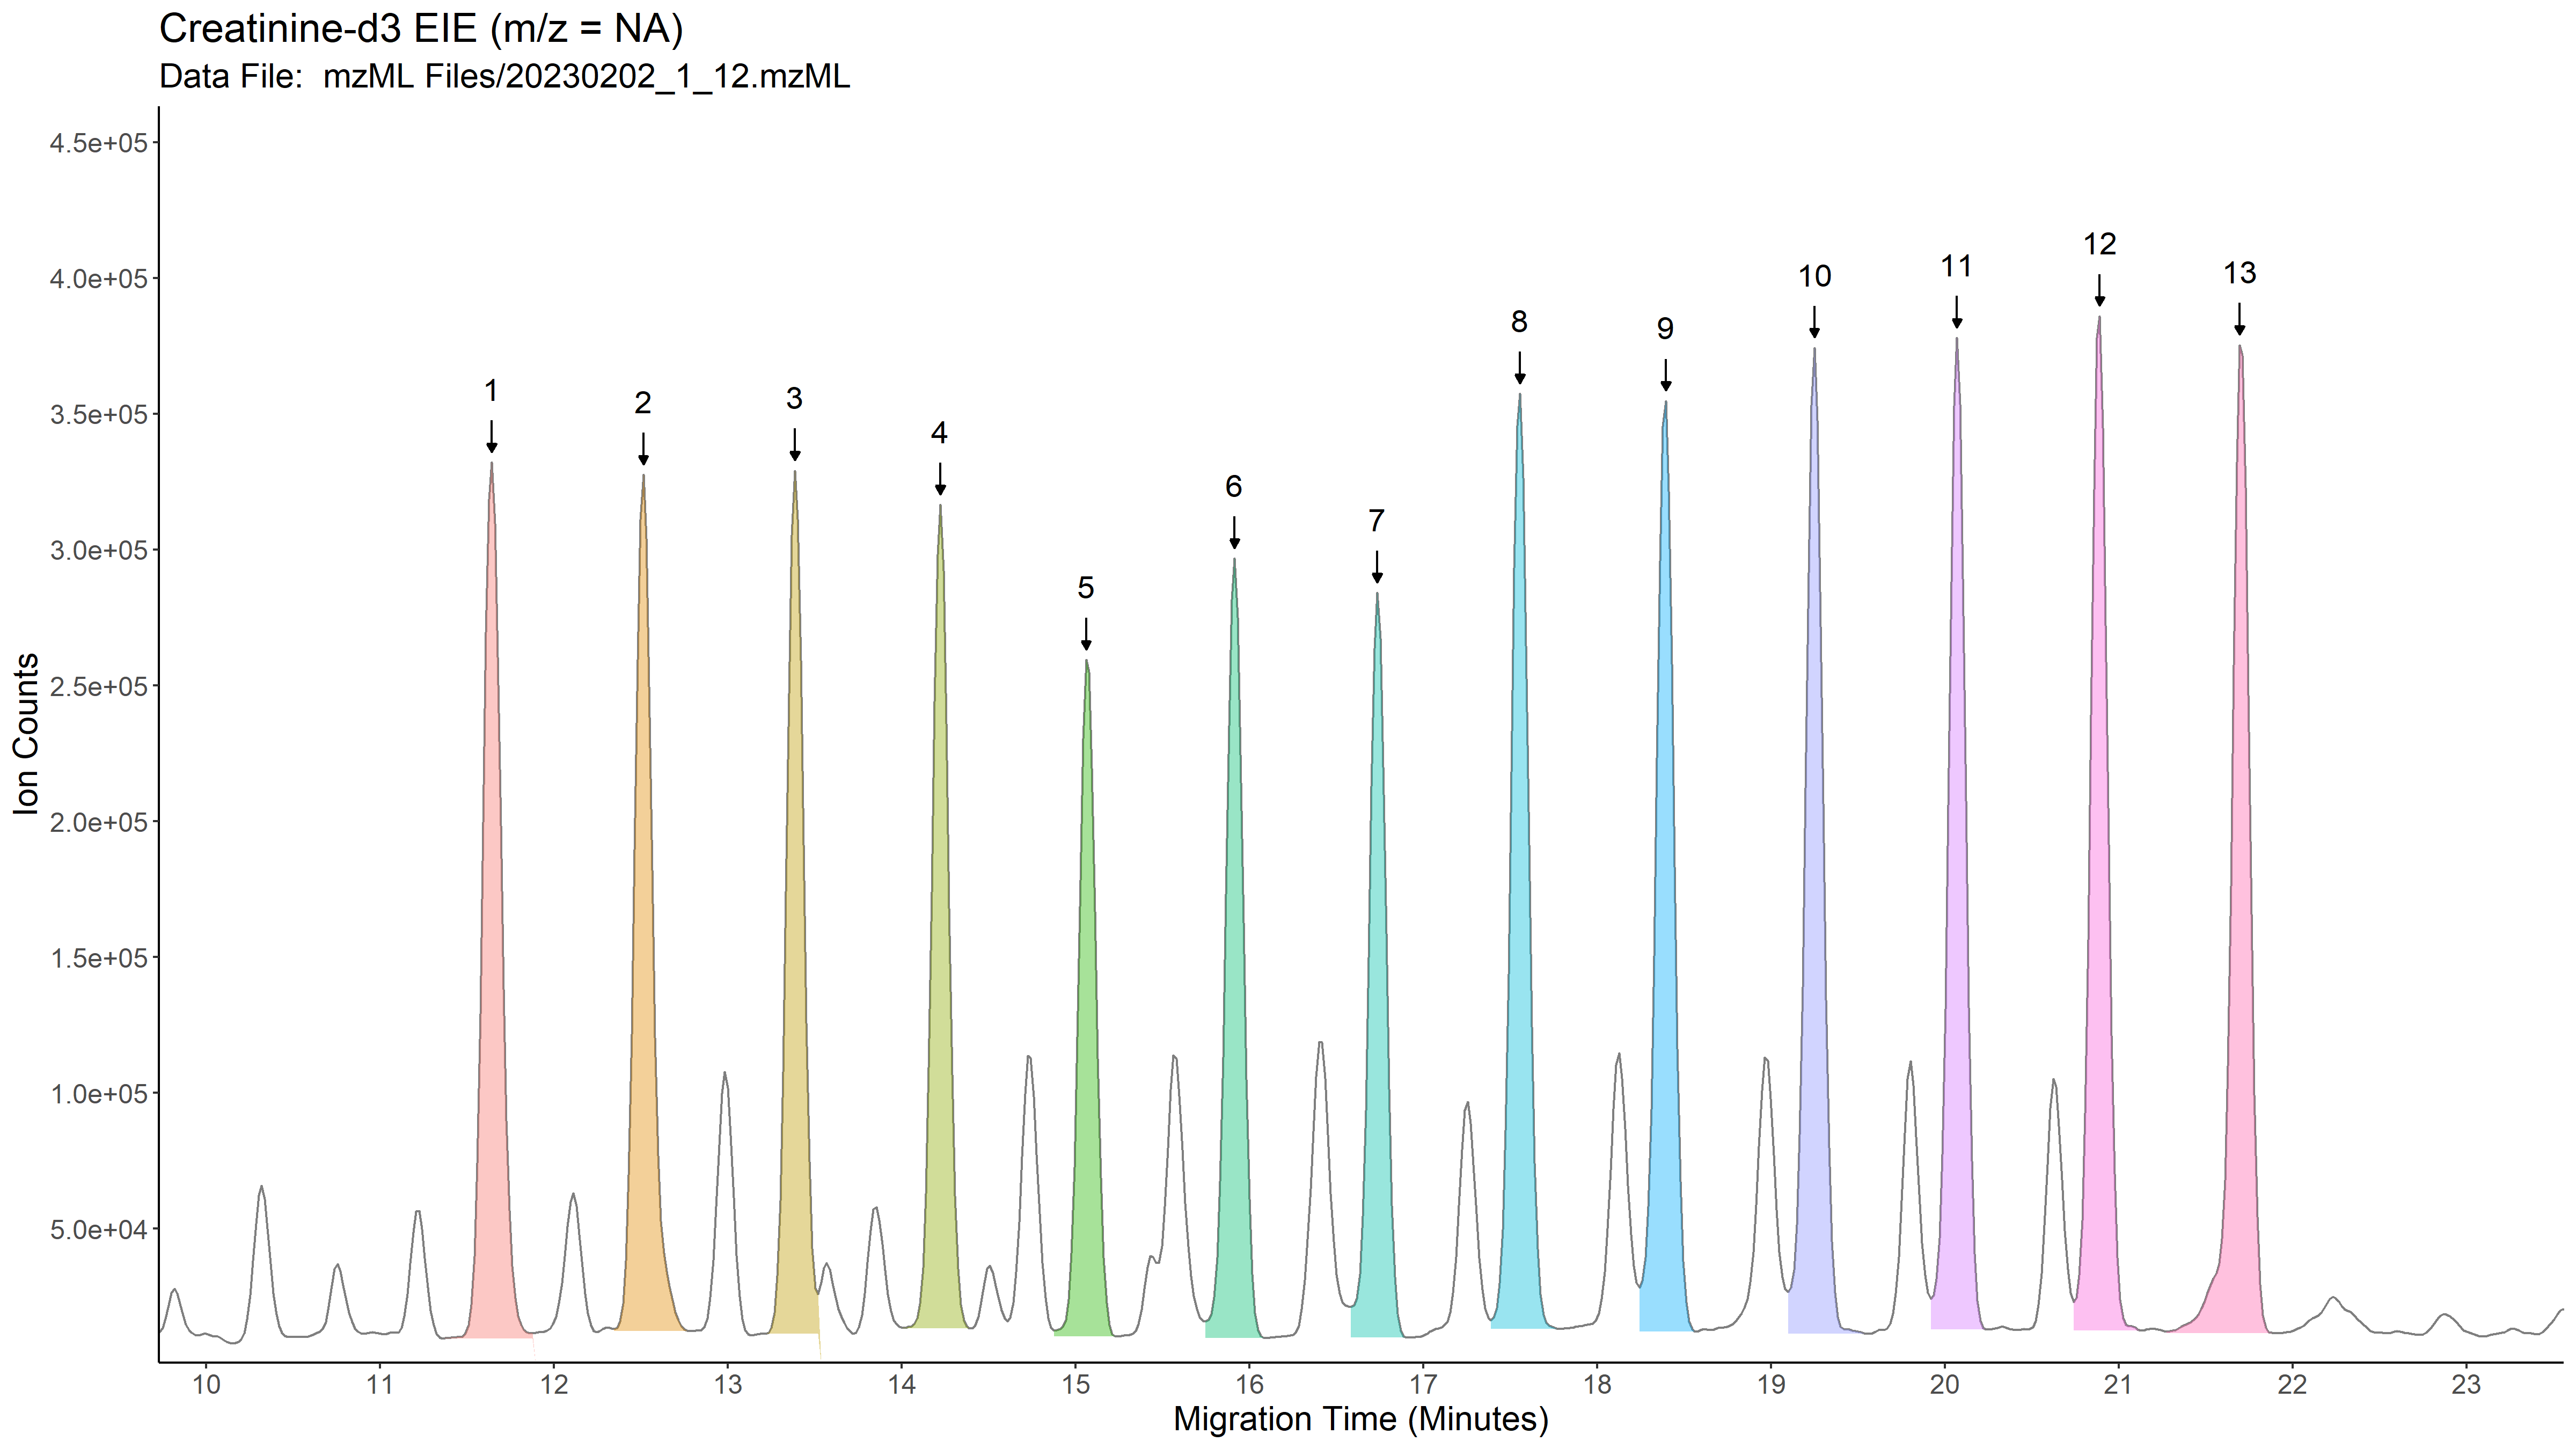 Creatinine-d3 EIE (m/z = NA)
Data File:  mzML Files/20230202_1_12.mzML
Ion Counts
4.5e+05
4.0e+05
3.5e+05
3.0e+05
2.5e+05
2.0e+05
1.5e+05
1.0e+05
5.0e+04
1
2
3
4
5
6
7
8
9
10
11
12
13
10 11 12 13 14 15 16 17 18 19 20 21 22 23
Migration Time (Minutes)